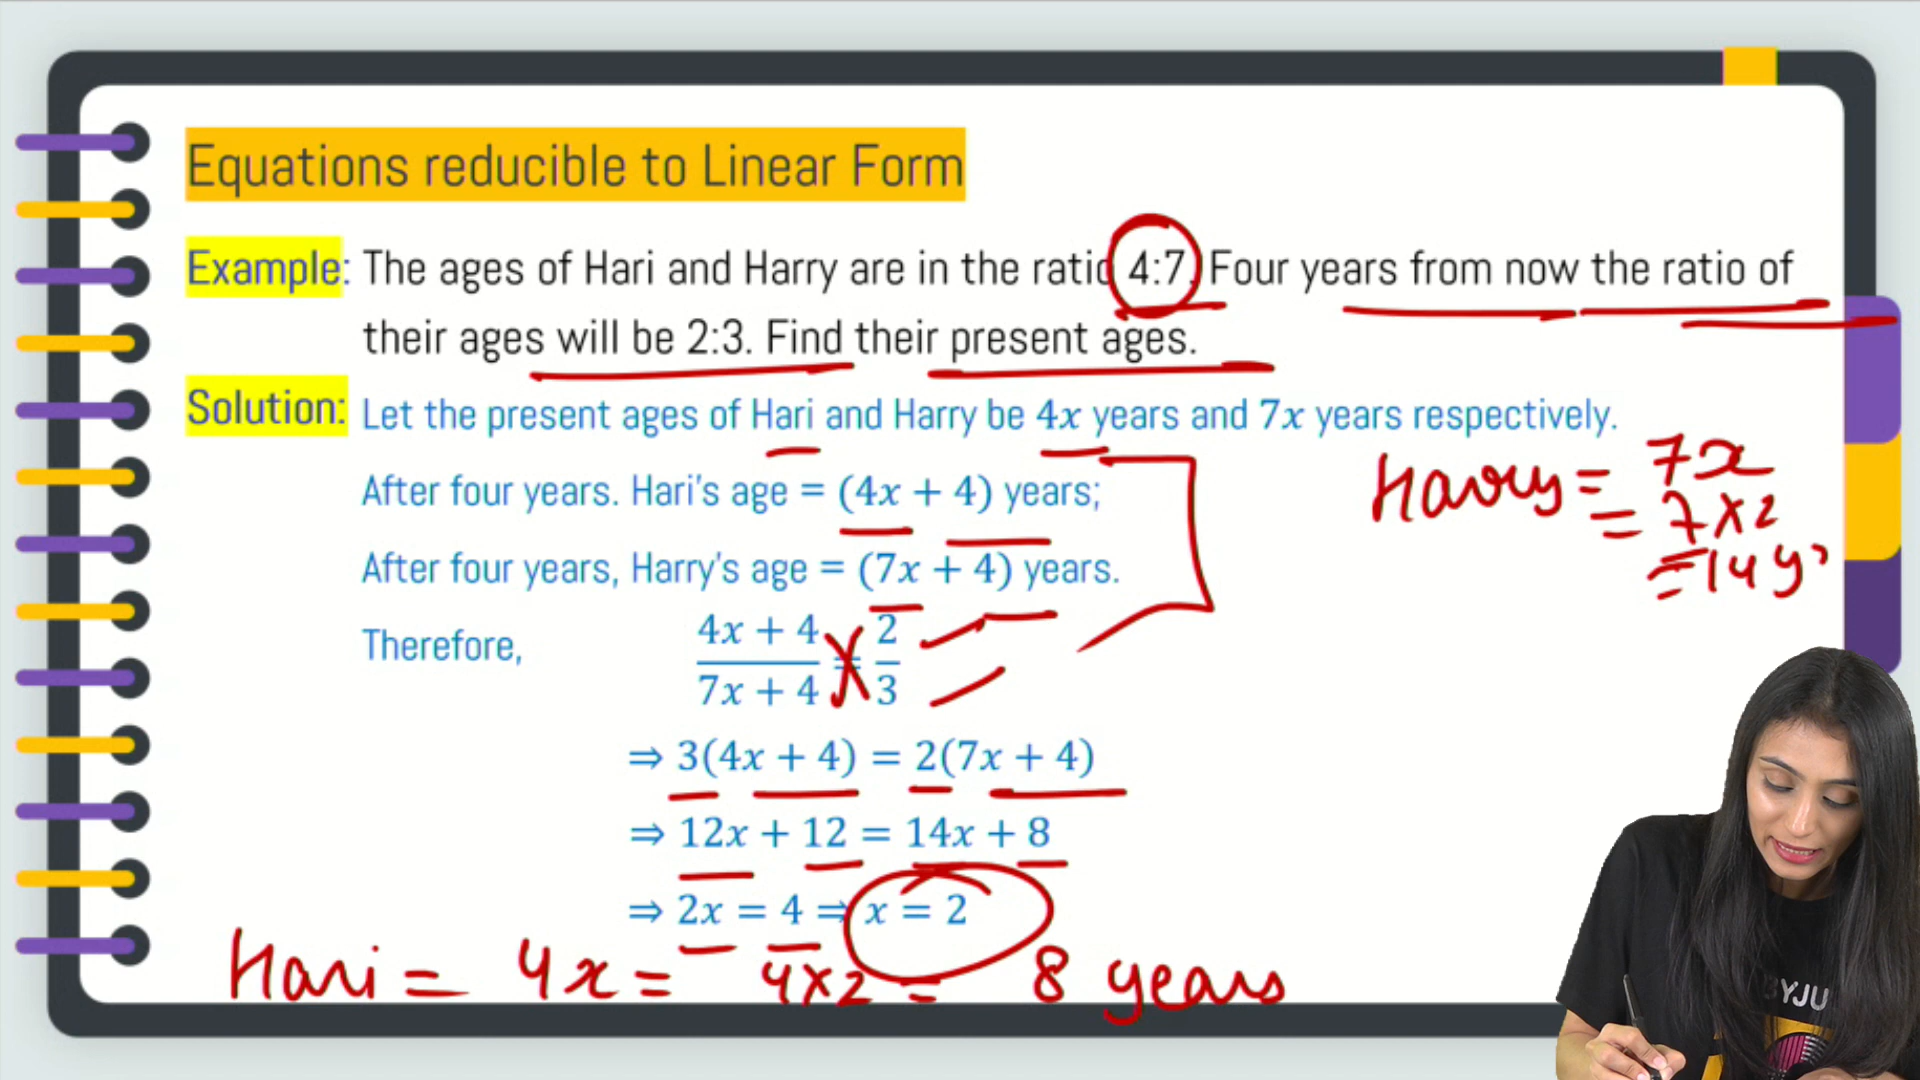 Equations reducible to Linear Form
Example: The ages of Hari and Harry are in the ratio 4:7. Four years from now the ratio of
their ages will be 2:3. Find their present ages.
Solution: Let the present ages of Hari and Harry be 4x years and 7x years respectively.
After four years. Hari's age = (4x + 4) years;
After four years, Harry's age = (7x + 4) years.
Therefore, (4x + 4)/(7x + 4) = 2/3
⇒ 3(4x + 4) = 2(7x + 4)
⇒ 12x + 12 = 14x + 8
⇒ 2x = 4 ⇒ x = 2
Hari = 4x = 4x2 = 8 years
Harry = 7x
= 7x2
= 14 y
BYJU